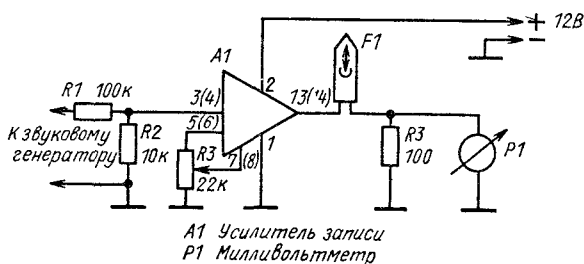 + 12В
-
A1
F1
R1 100к
3(4)
2
13(14)
5(6)
К звуковому
генератору
R2
10к
R3
22к
7 (8)
1
R3
100
P1
A1 Усилитель записи
P1 Милливольтметр